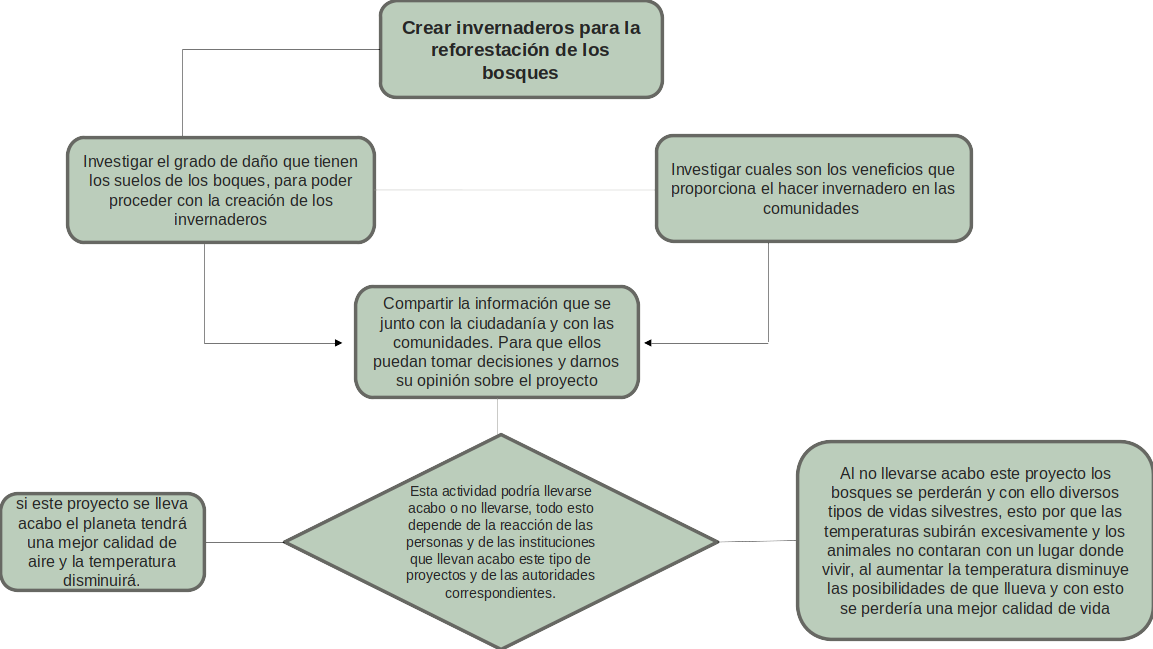 Crear invernaderos para la
reforestación de los
bosques
Investigar el grado de daño que tienen
los suelos de los boques, para poder
proceder con la creación de los
invernaderos
Investigar cuales son los veneficios que
proporciona el hacer invernadero en las
comunidades
Compartir la información que se
junto con la ciudadanía y con las
comunidades. Para que ellos
puedan tomar decisiones y darnos
su opinión sobre el proyecto
si este proyecto se lleva
acabo el planeta tendrá
una mejor calidad de
aire y la temperatura
disminuirá.
Esta actividad podría llevarse
acabo o no llevarse, todo esto
depende de la reacción de las
personas y de las instituciones
que llevan acabo este tipo de
proyectos y de las autoridades
correspondientes.
Al no llevarse acabo este proyecto los
bosques se perderán y con ello diversos
tipos de vidas silvestres, esto por que las
temperaturas subirán excesivamente y los
animales no contaran con un lugar donde
vivir, al aumentar la temperatura disminuye
las posibilidades de que llueva y con esto
se perdería una mejor calidad de vida